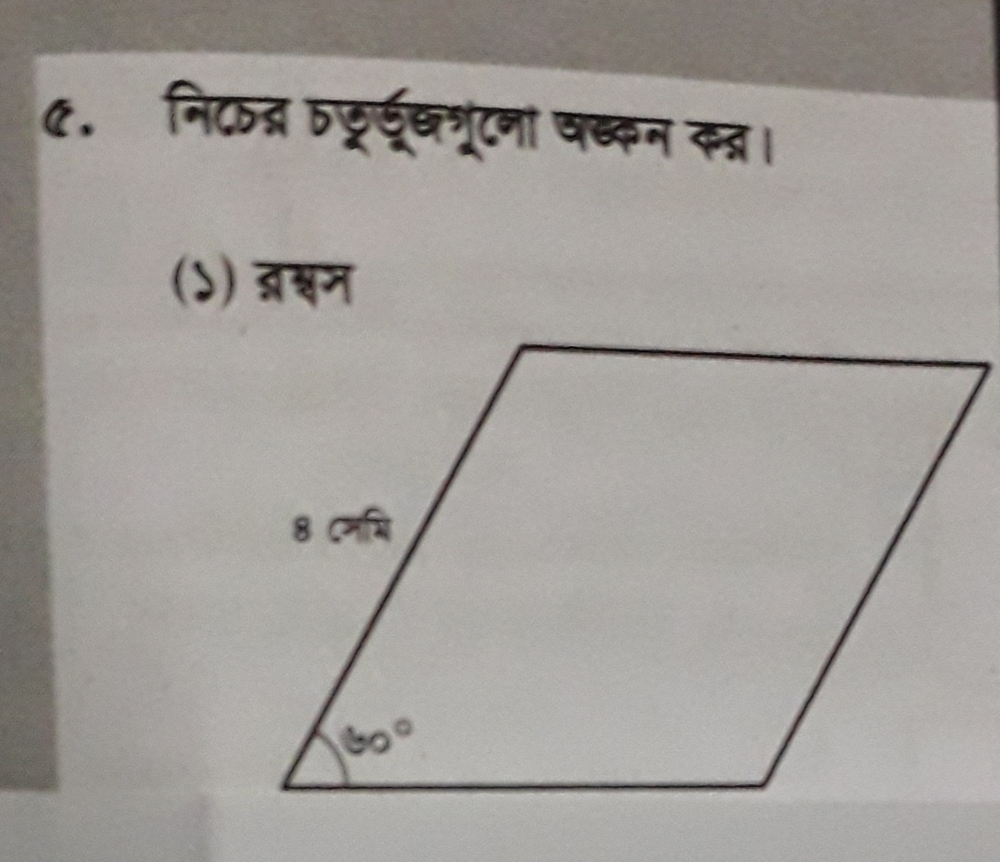 ৫. নিচের চতুর্ভূজগুলো অঙ্কন কর।
(১) রম্বস
৪ সেমি
৬০°